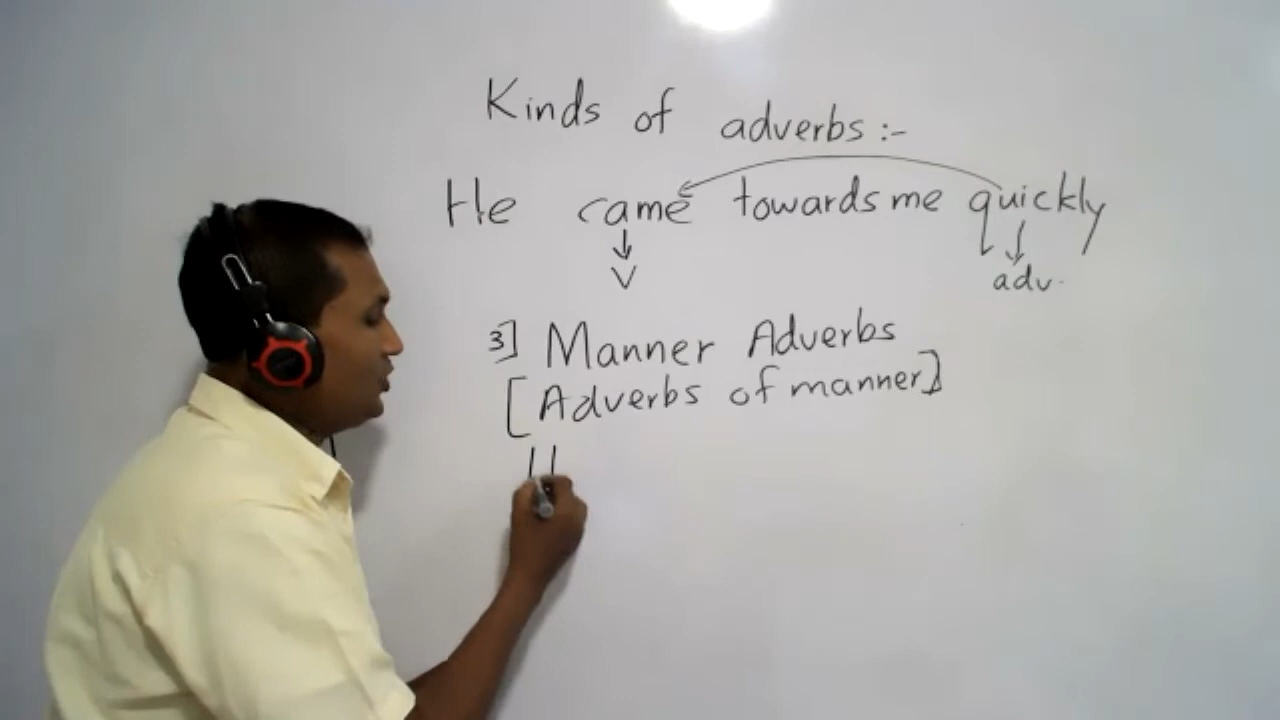 Kinds of adverbs :-
He came towards me quickly
V
adv.
3] Manner Adverbs
[Adverbs of manner]